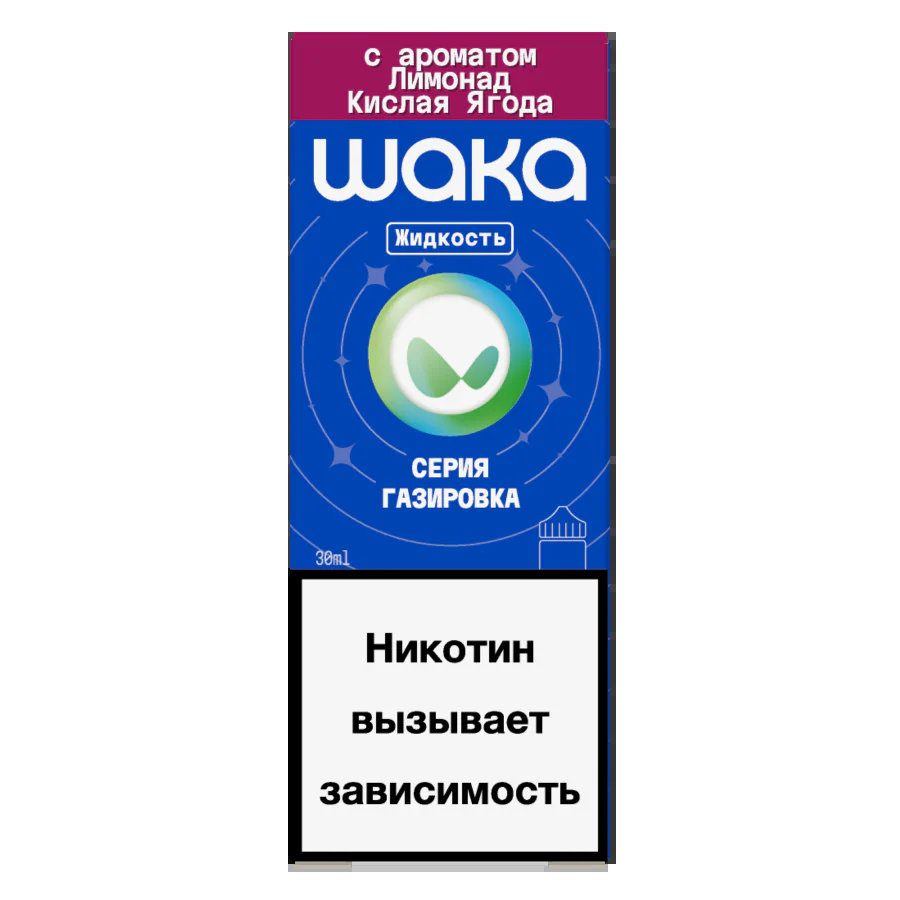 с ароматом
Лимонад
Кислая Ягода
waka
Жидкость
СЕРИЯ
ГАЗИРОВКА
30ml
Никотин
вызывает
зависимость